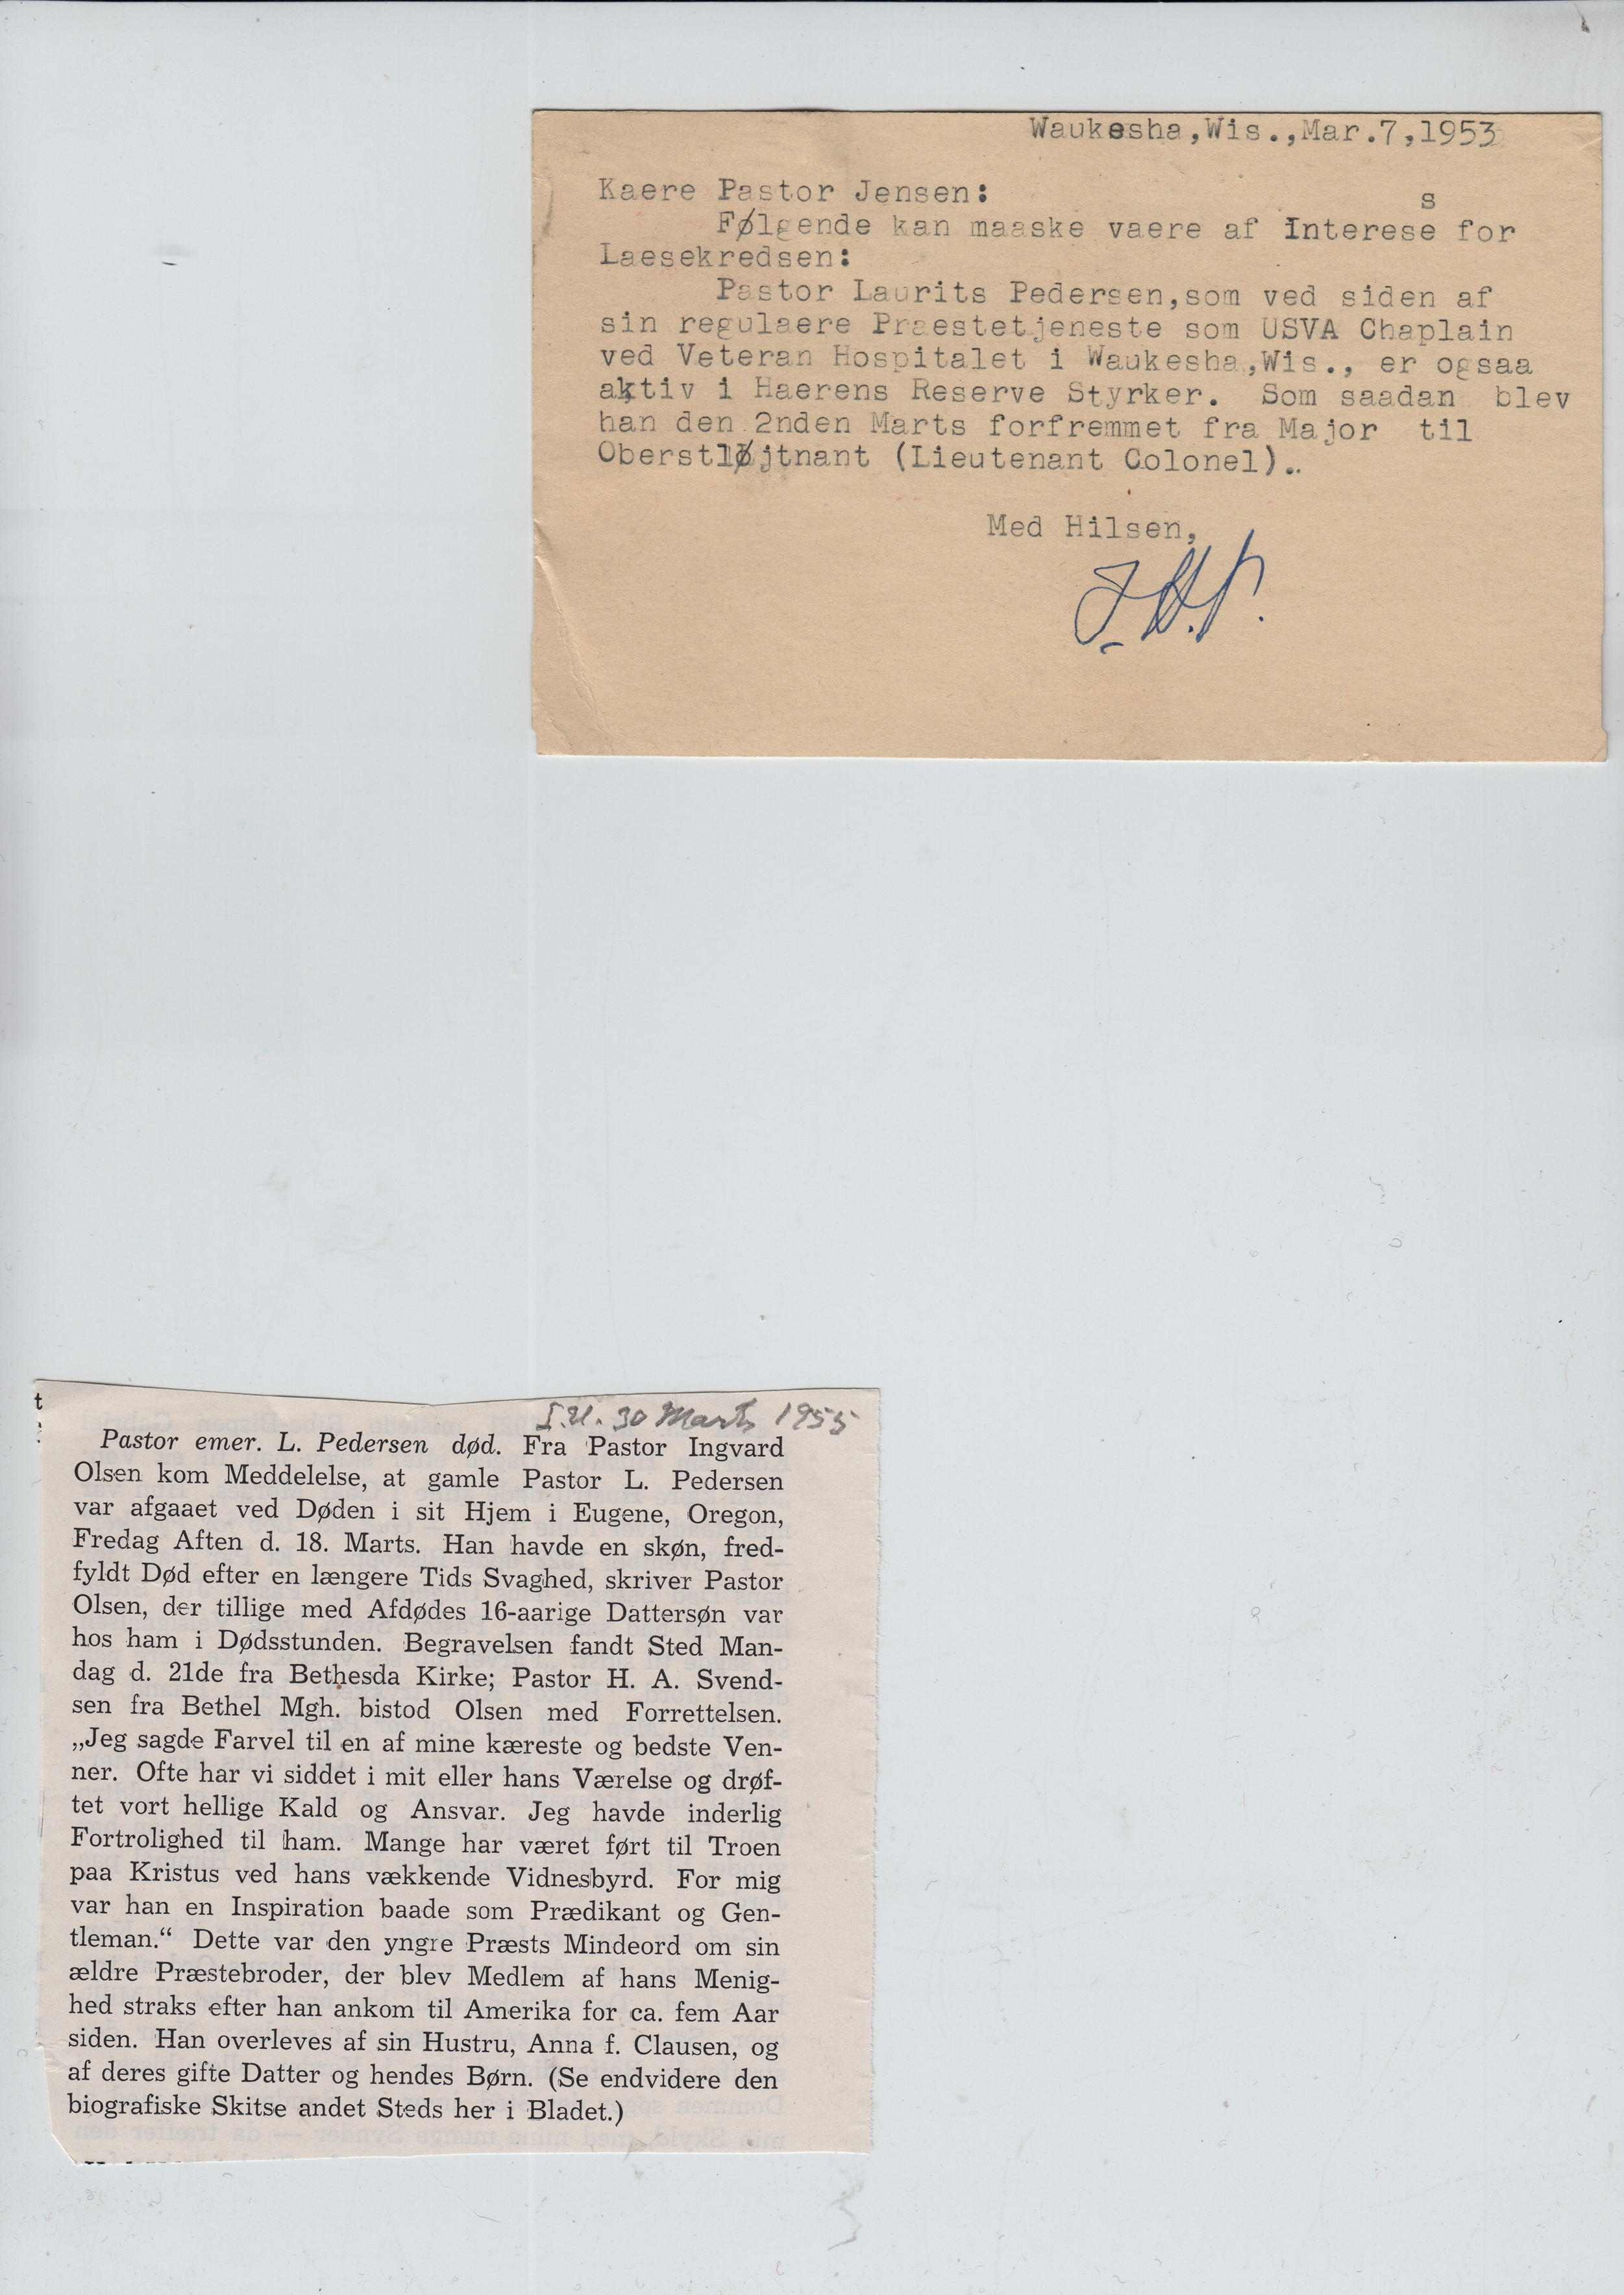 Waukesha,Wis.,Mar.7,1953
Kaere Pastor Jensen:
s
Følgende kan maaske vaere af Interese for
Laesekredsen:
Pastor Laurits Pedersen,som ved siden af
sin regulaere Praestetjeneste som USVA Chaplain
ved Veteran Hospitalet i Waukesha,Wis., er ogsaa
aktiv i Haerens Reserve Styrker. Som saadan blev
han den 2nden Marts forfremmet fra Major til
Oberstløjtnant (Lieutenant Colonel)..
Med Hilsen,
t
30 Marts 1955
Pastor emer. L. Pedersen død. Fra Pastor Ingvard
Olsen kom Meddelelse, at gamle Pastor L. Pedersen
var afgaaet ved Døden i sit Hjem i Eugene, Oregon,
Fredag Aften d. 18. Marts. Han havde en skøn, fred-
fyldt Død efter en længere Tids Svaghed, skriver Pastor
Olsen, der tillige med Afdødes 16-aarige Dattersøn var
hos ham i Dødsstunden. Begravelsen fandt Sted Man-
dag d. 21de fra Bethesda Kirke; Pastor H. A. Svend-
sen fra Bethel Mgh. bistod Olsen med Forrettelsen.
„Jeg sagde Farvel til en af mine kæreste og bedste Ven-
ner. Ofte har vi siddet i mit eller hans Værelse og drøf-
tet vort hellige Kald og Ansvar. Jeg havde inderlig
Fortrolighed til ham. Mange har været ført til Troen
paa Kristus ved hans vækkende Vidnesbyrd. For mig
var han en Inspiration baade som Prædikant og Gen-
tleman.“ Dette var den yngre Præsts Mindeord om sin
ældre Præstebroder, der blev Medlem af hans Menig-
hed straks efter han ankom til Amerika for ca. fem Aar
siden. Han overleves af sin Hustru, Anna f. Clausen, og
af deres gifte Datter og hendes Børn. (Se endvidere den
biografiske Skitse andet Steds her i Bladet.)